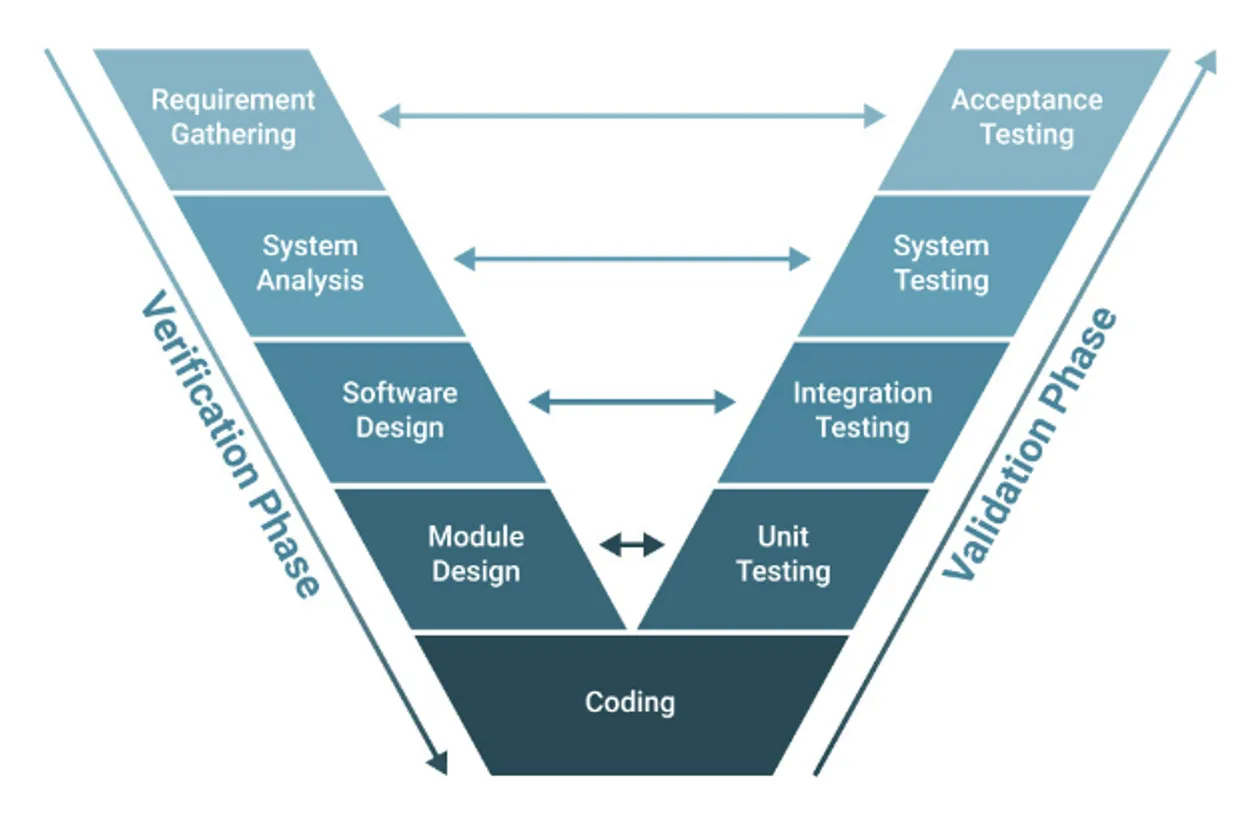 Requirement
Gathering
Acceptance
Testing
System
Analysis
System
Testing
Software
Design
Integration
Testing
Module
Design
Unit
Testing
Coding
Verification Phase
Validation Phase